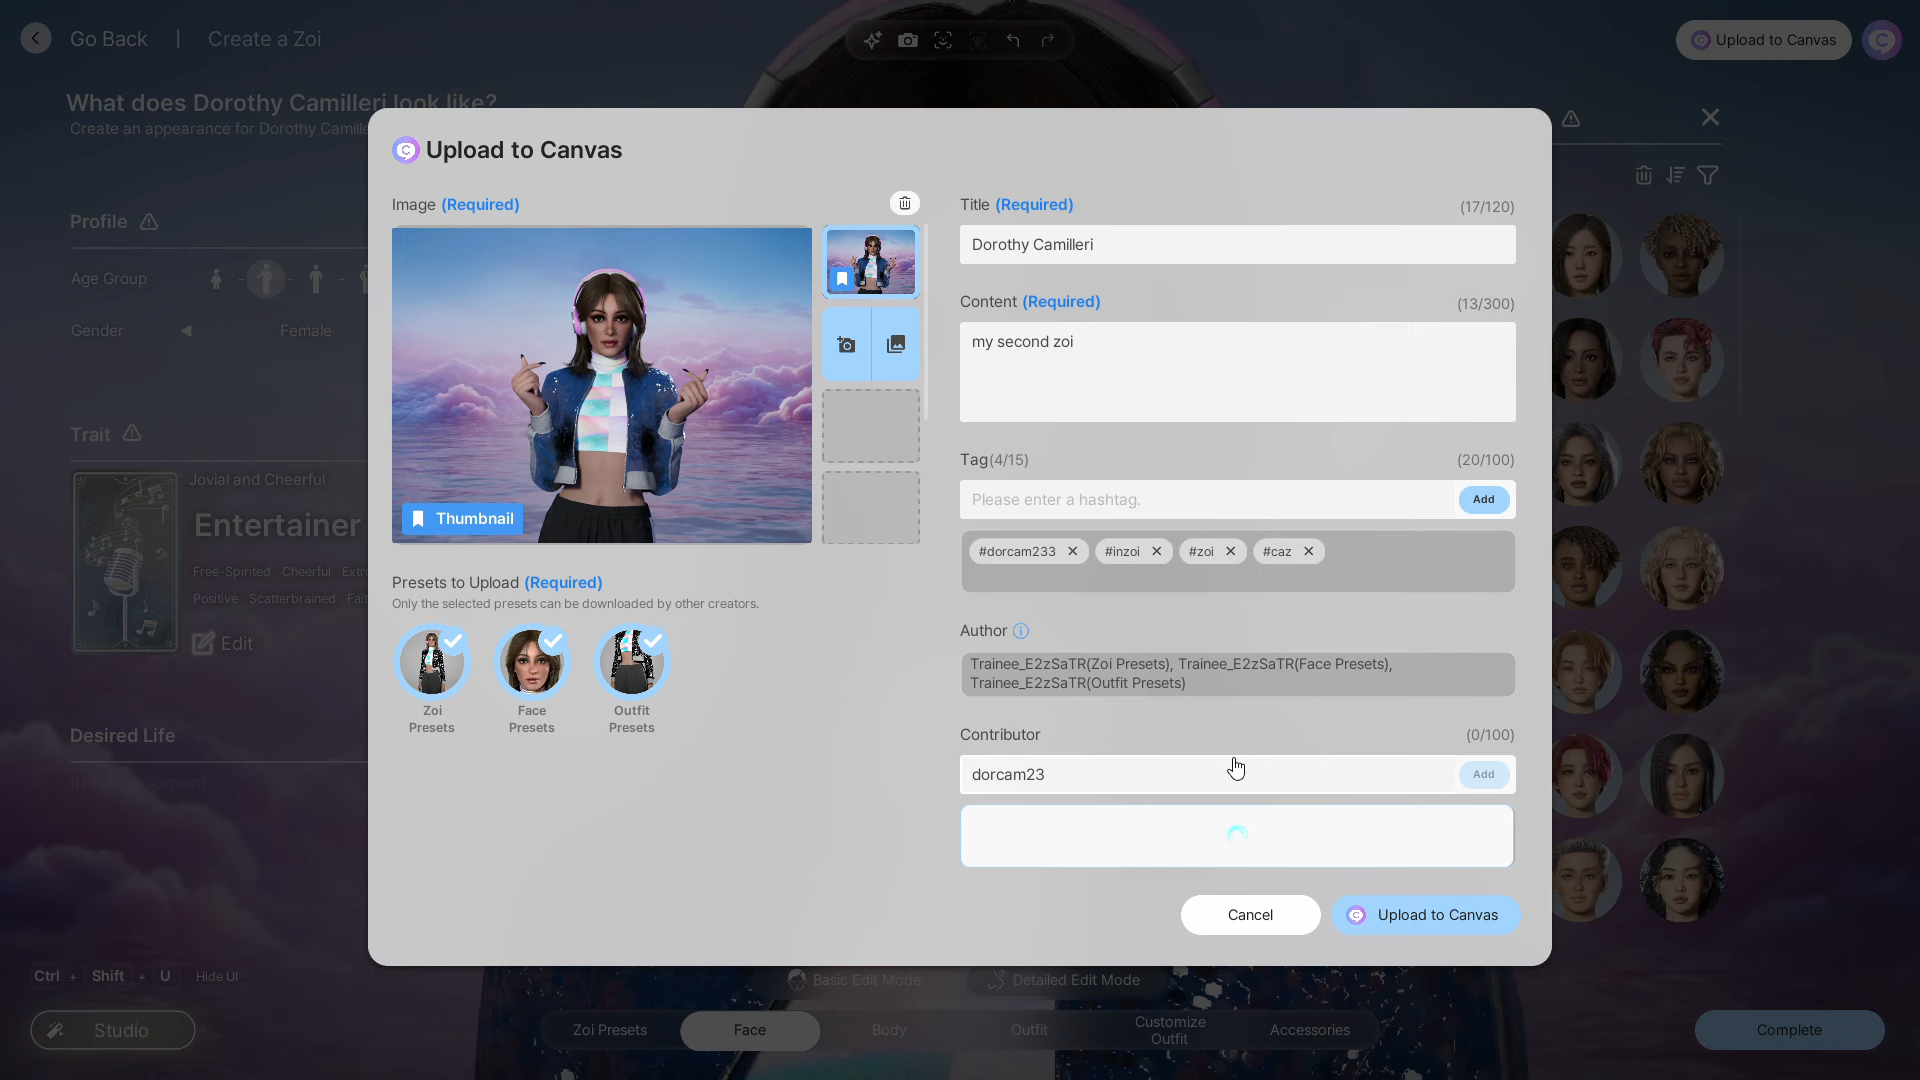 Go Back | Create a Zoi
Upload to Canvas
What does Dorothy Camilleri look like?
Create an appearance for Dorothy Camille
Profile
Age Group
Gender
Female
Trait
Jovial and Cheerful
Entertainer
Free-Spirited Cheerful Extro
Positive Scatterbrained Fait
Edit
Desired Life
Upload to Canvas
Image (Required)
Thumbnail
Presets to Upload (Required)
Only the selected presets can be downloaded by other creators.
Zoi
Presets
Face
Presets
Outfit
Presets
Title (Required)
(17/120)
Dorothy Camilleri
Content (Required)
(13/300)
my second zoi
Tag(4/15)
(20/100)
Please enter a hashtag.
Add
#dorcam233 #inzoi #zoi #caz
Author
Trainee_E2zSaTR(Zoi Presets), Trainee_E2zSaTR(Face Presets),
Trainee_E2zSaTR(Outfit Presets)
Contributor
(0/100)
dorcam23
Add
Cancel
Upload to Canvas
Ctrl + Shift + U Hide UI
Basic Edit Mode
Detailed Edit Mode
Studio
Zoi Presets
Face
Body
Outfit
Customize
Outfit
Accessories
Complete